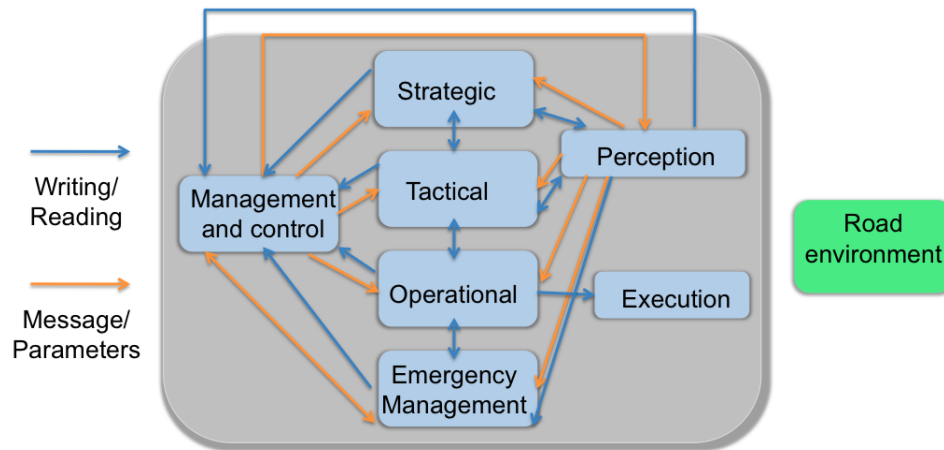 Strategic
Perception
Writing/
Reading
Management
and control
Tactical
Road
environment
Operational
Execution
Message/
Parameters
Emergency
Management